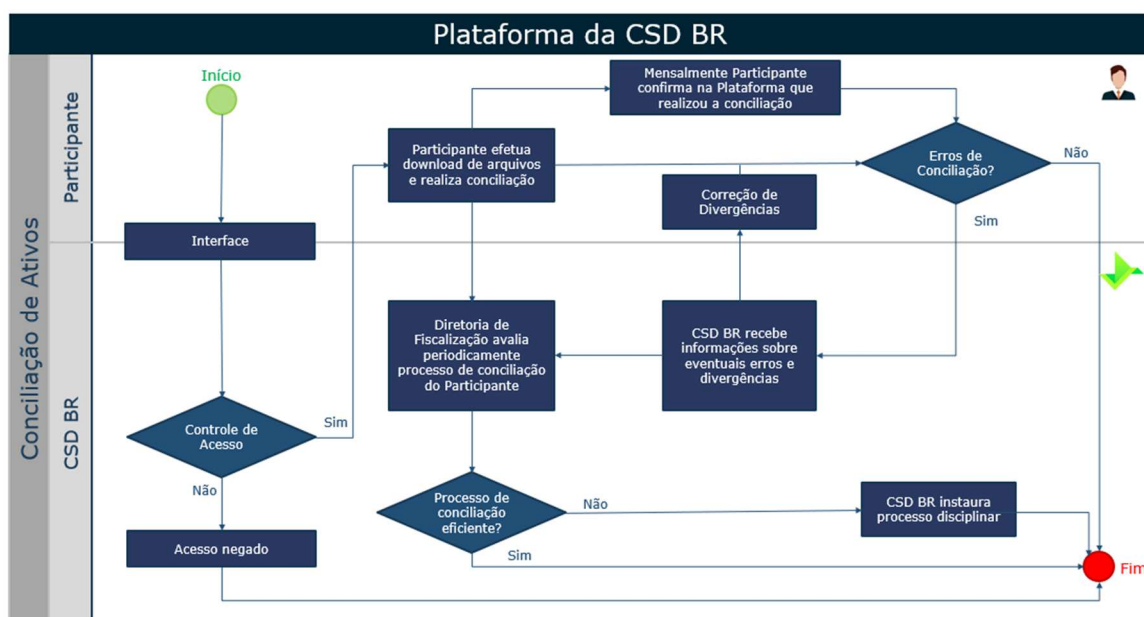 Plataforma da CSD BR
Conciliação de Ativos
Participante
CSD BR
Início
Mensalmente Participante
confirma na Plataforma que
realizou a conciliação
Participante efetua
download de arquivos
e realiza conciliação
Erros de
Conciliação?
Não
Correção de
Divergências
Sim
Interface
Diretoria de
Fiscalização avalia
periodicamente
processo de conciliação
do Participante
CSD BR recebe
informações sobre
eventuais erros e
divergências
Controle de
Acesso
Sim
Não
Processo de
conciliação
eficiente?
Não
CSD BR instaura
processo disciplinar
Acesso negado
Sim
Fim